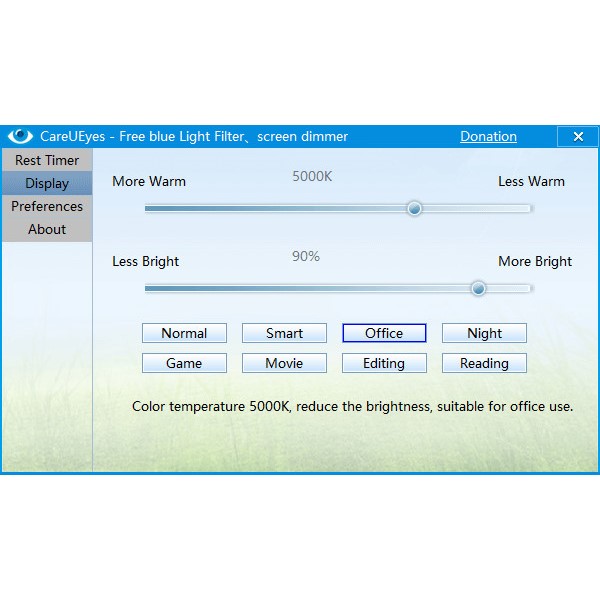 CareUEyes - Free blue Light Filter、screen dimmer Donation ✕
Rest Timer
Display
Preferences
About
More Warm 5000K Less Warm
Less Bright 90% More Bright
Normal Smart Office Night
Game Movie Editing Reading
Color temperature 5000K, reduce the brightness, suitable for office use.